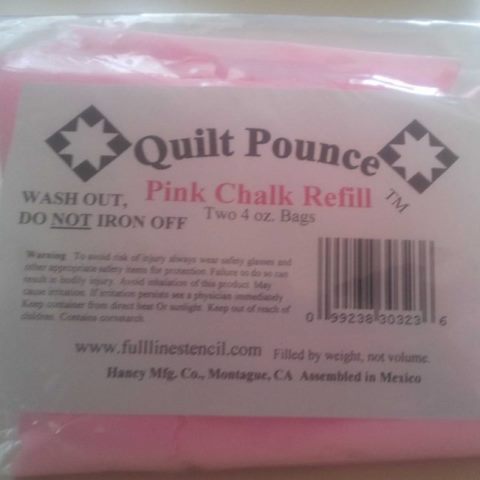 Quilt Pounce
TM
Pink Chalk Refill
Two 4 oz. Bags
WASH OUT,
DO NOT IRON OFF
Warning To avoid risk of injury always wear safety glasses and
other appropriate safety items for protection. Failure to do so can
result in bodily injury. Avoid inhalation of this product. May
cause irritation. If irritation persists see a physician immediately
Keep container from direct heat Or sunlight. Keep out of reach of
children. Contains cornstarch.
0 99238 30323 6
www.fulllinestencil.com Filled by weight, not volume.
Hancy Mfg. Co., Montague, CA Assembled in Mexico